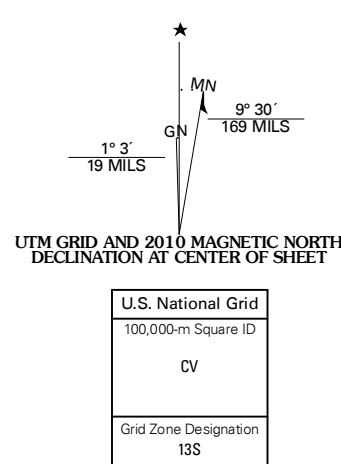 MN
GN
9° 30´
169 MILS
1° 3´
19 MILS
UTM GRID AND 2010 MAGNETIC NORTH
DECLINATION AT CENTER OF SHEET
U.S. National Grid
100,000-m Square ID
CV
Grid Zone Designation
13S